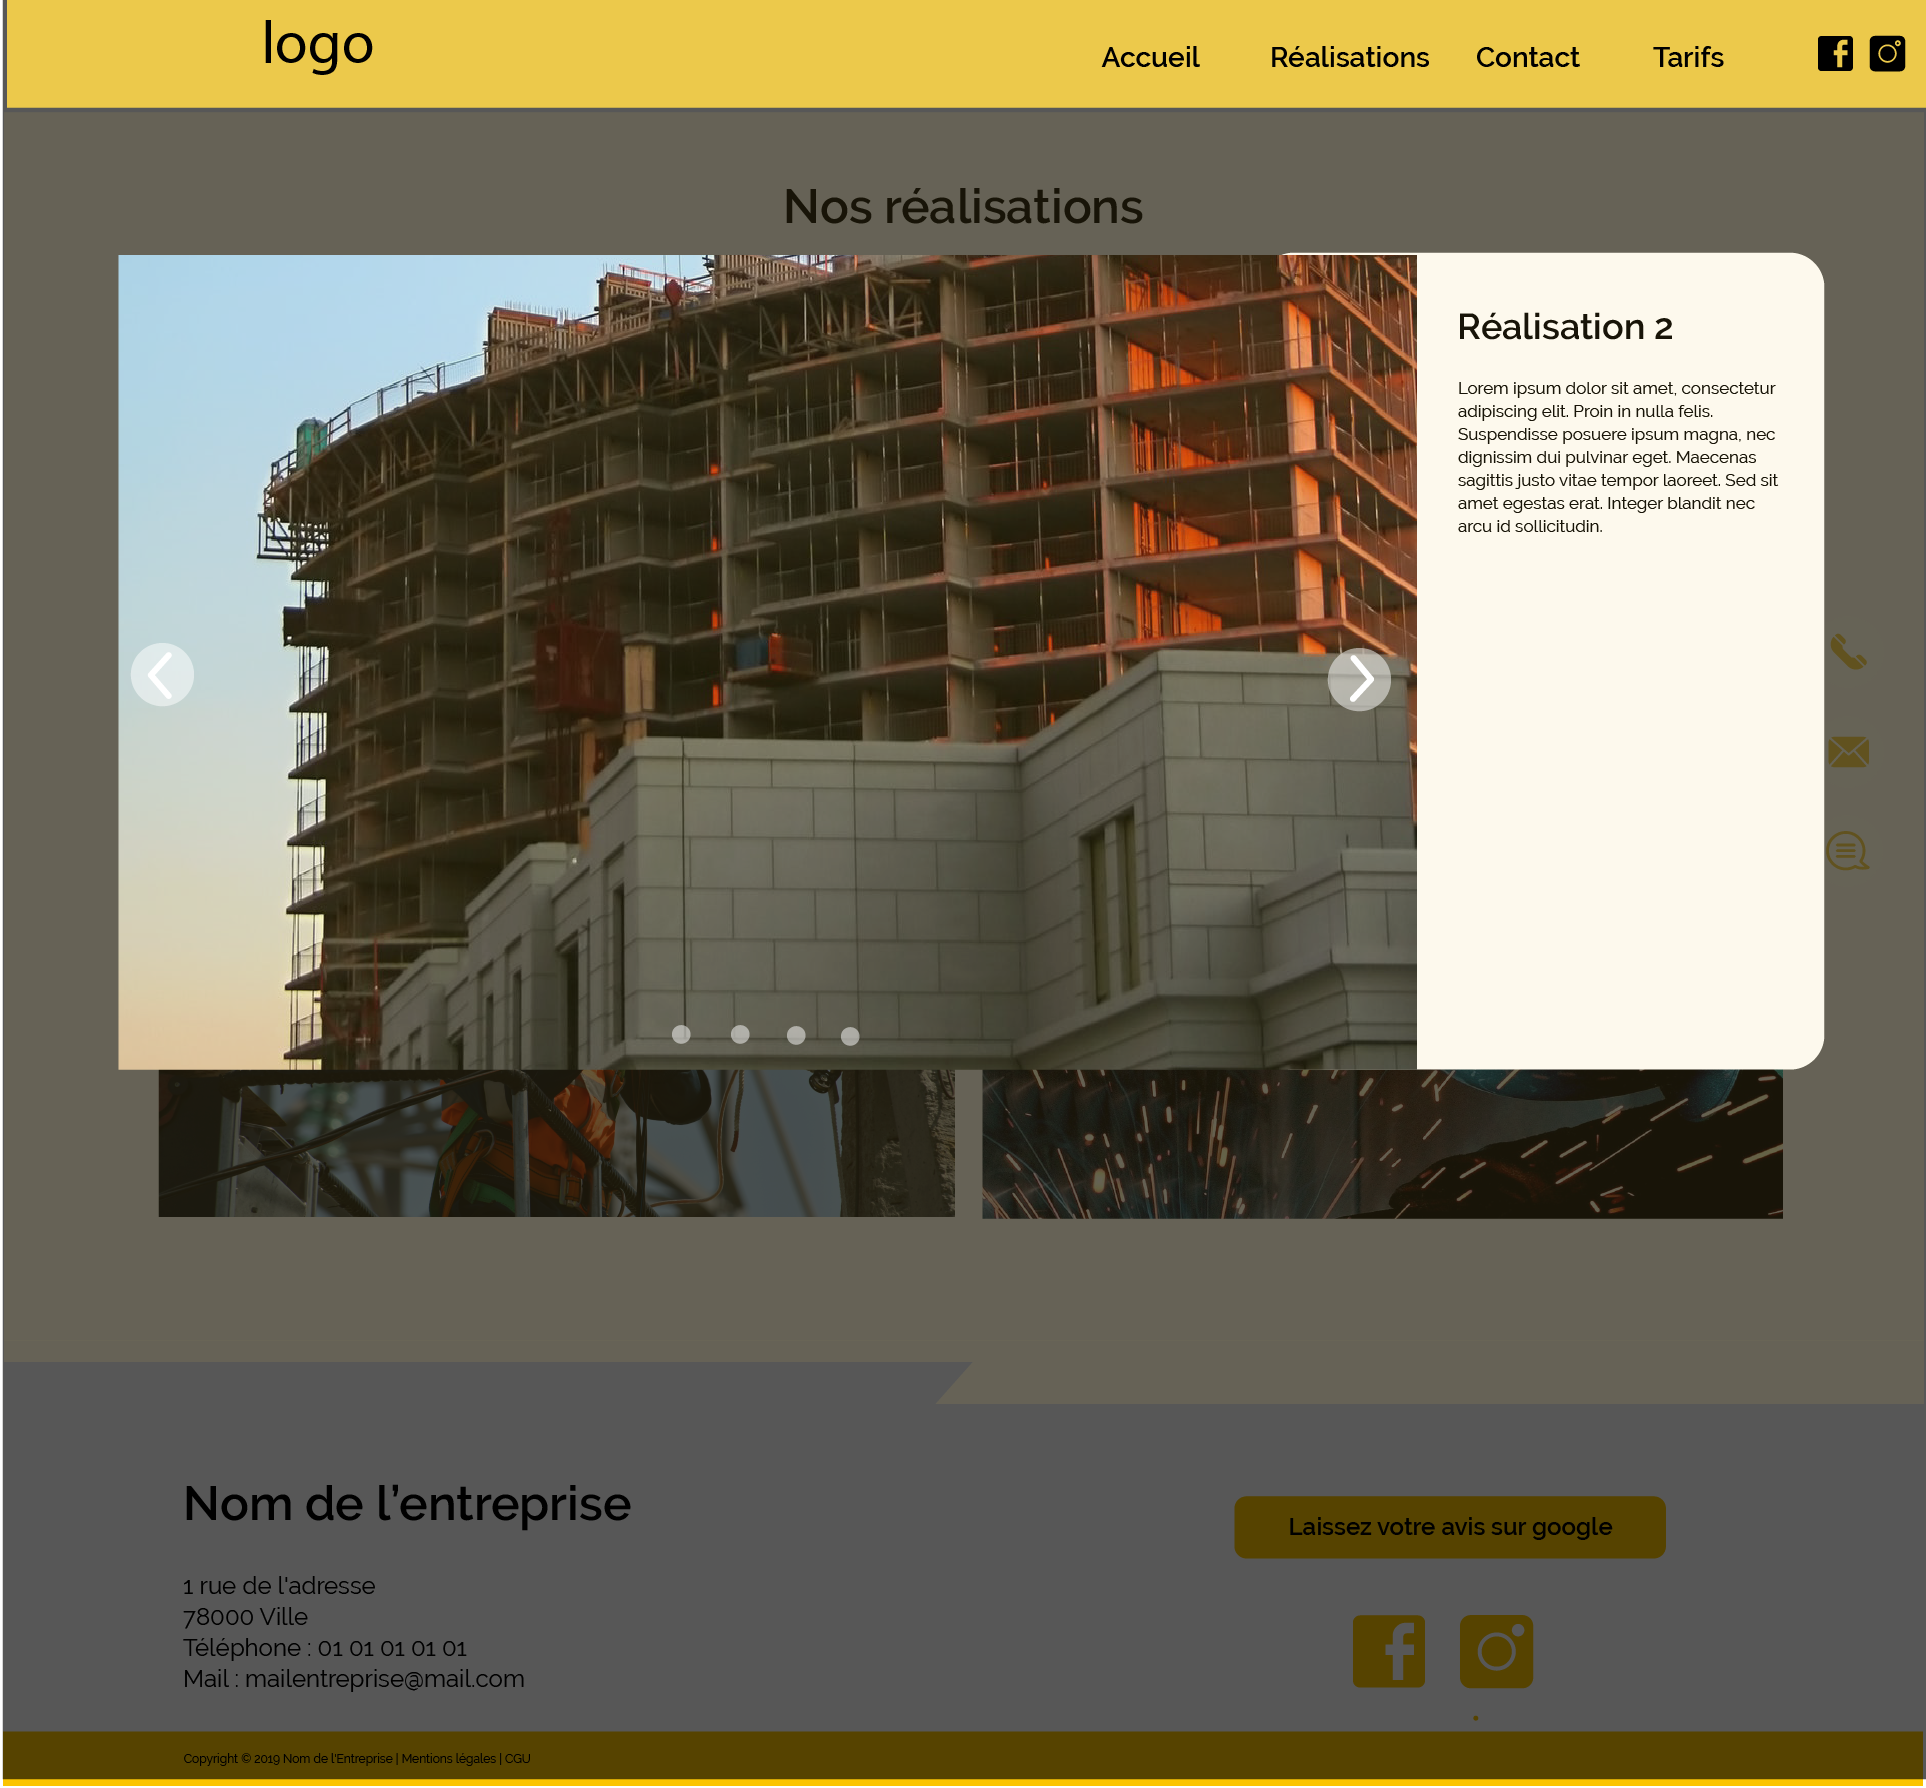 logo
Accueil Réalisations Contact Tarifs
Nos réalisations
Réalisation 2
Lorem ipsum dolor sit amet, consectetur
adipiscing elit. Proin in nulla felis.
Suspendisse posuere ipsum magna, nec
dignissim dui pulvinar eget. Maecenas
sagittis justo vitae tempor laoreet. Sed sit
amet egestas erat. Integer blandit nec
arcu id sollicitudin.
Nom de l’entreprise
1 rue de l'adresse
78000 Ville
Téléphone : 01 01 01 01 01
Mail : mailentreprise@mail.com
Laissez votre avis sur google
Copyright © 2019 Nom de l'Entreprise | Mentions légales | CGU